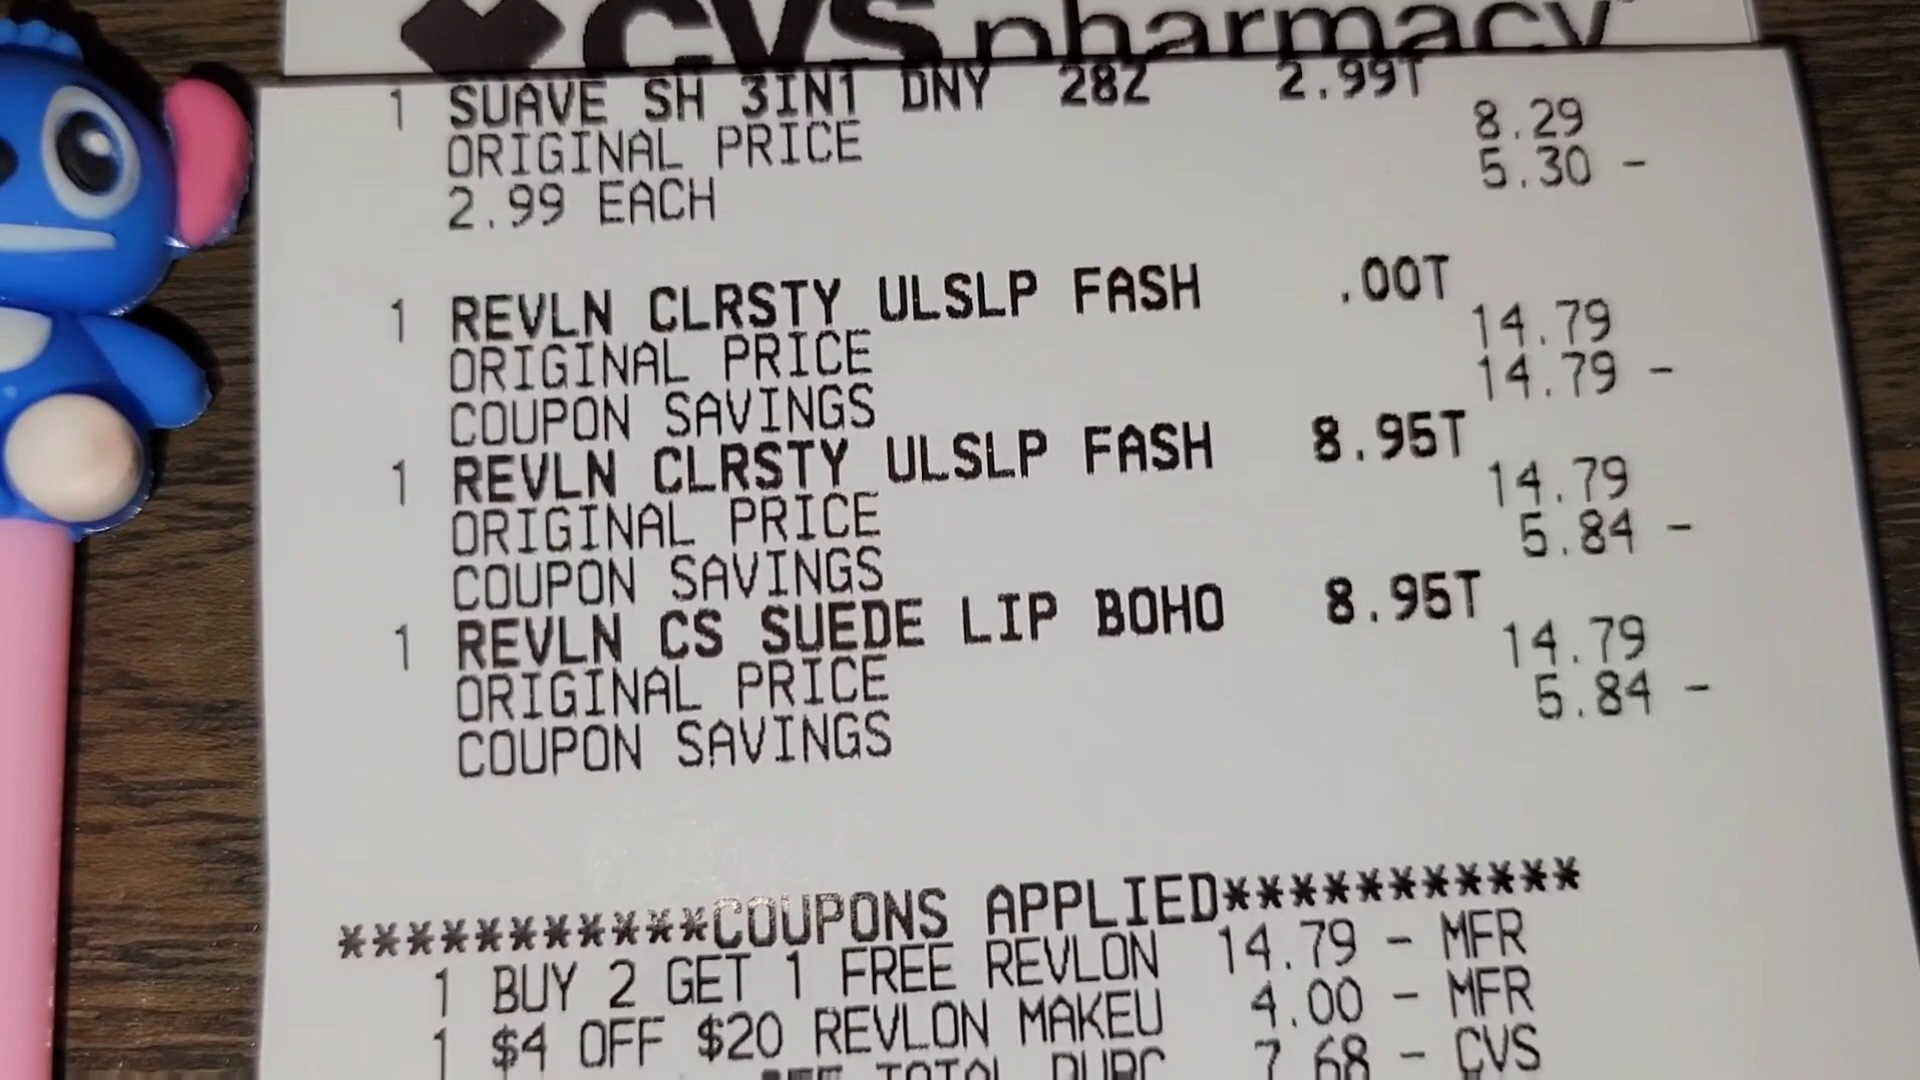 CVS pharmacy
1 SUAVE SH 3IN1 DNY 28Z 2.99T
ORIGINAL PRICE 8.29
2.99 EACH 5.30 -
1 REVLN CLRSTY ULSLP FASH .00T
ORIGINAL PRICE 14.79
COUPON SAVINGS 14.79 -
1 REVLN CLRSTY ULSLP FASH 8.95T
ORIGINAL PRICE 14.79
COUPON SAVINGS 5.84 -
1 REVLN CS SUEDE LIP BOHO 8.95T
ORIGINAL PRICE 14.79
COUPON SAVINGS 5.84 -
***********COUPONS APPLIED***********
1 BUY 2 GET 1 FREE REVLON 14.79 - MFR
1 $4 OFF $20 REVLON MAKEU 4.00 - MFR
TOTAL PURC 7.68 - CVS